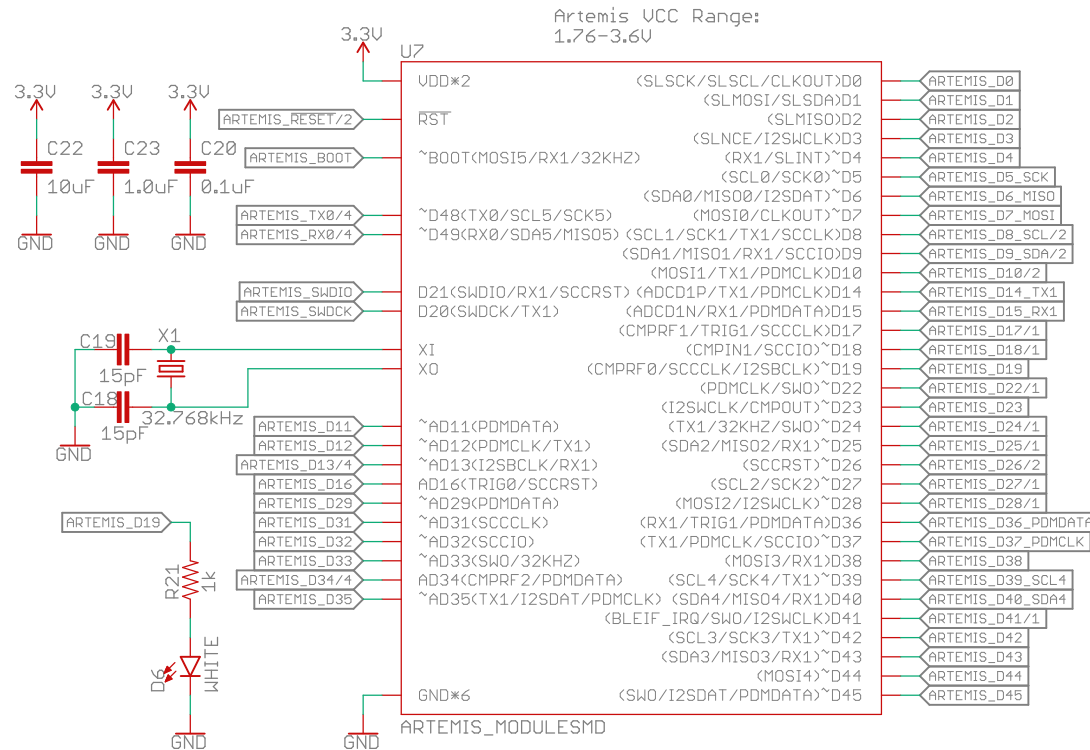 Artemis VCC Range:
1.76-3.6V
3.3V
U7
3.3V
3.3V
3.3V
C22
10uF
C23
1.0uF
C20
0.1uF
GND
GND
GND
ARTEMIS_RESET/2
ARTEMIS_BOOT
ARTEMIS_TX0/4
ARTEMIS_RX0/4
ARTEMIS_SWDIO
ARTEMIS_SWDCK
C19
15pF
X1
C18
15pF
32.768kHz
GND
ARTEMIS_D11
ARTEMIS_D12
ARTEMIS_D13/4
ARTEMIS_D16
ARTEMIS_D29
ARTEMIS_D31
ARTEMIS_D32
ARTEMIS_D33
ARTEMIS_D34/4
ARTEMIS_D35
ARTEMIS_D19
R21
1k
D6
WHITE
GND
GND
VDD*2
RST
~BOOT(MOSI5/RX1/32KHZ)
~D48(TX0/SCL5/SCK5)
~D49(RX0/SDA5/MISO5)
D21(SWDIO/RX1/SCCRST)
D20(SWDCK/TX1)
XI
XO
~AD11(PDMDATA)
~AD12(PDMCLK/TX1)
~AD13(I2SBCLK/RX1)
AD16(TRIG0/SCCRST)
~AD29(PDMDATA)
~AD31(SCCCLK)
~AD32(SCCIO)
~AD33(SWO/32KHZ)
AD34(CMPRF2/PDMDATA)
~AD35(TX1/I2SDAT/PDMCLK)
GND*6
(SLSCK/SLSCL/CLKOUT)D0
(SLMOSI/SLSDA)D1
(SLMISO)D2
(SLNCE/I2SWCLK)D3
(RX1/SLINT)~D4
(SCL0/SCK0)~D5
(SDA0/MISO0/I2SDAT)~D6
(MOSI0/CLKOUT)~D7
(SCL1/SCK1/TX1/SCCLK)D8
(SDA1/MISO1/RX1/SCCIO)D9
(MOSI1/TX1/PDMCLK)D10
(ADCD1P/TX1/PDMCLK)D14
(ADCD1N/RX1/PDMDATA)D15
(CMPRF1/TRIG1/SCCCLK)D17
(CMPIN1/SCCIO)~D18
(CMPRF0/SCCCLK/I2SBCLK)~D19
(PDMCLK/SWO)~D22
(I2SWCLK/CMPOUT)~D23
(TX1/32KHZ/SWO)~D24
(SDA2/MISO2/RX1)~D25
(SCCRST)~D26
(SCL2/SCK2)~D27
(MOSI2/I2SWCLK)~D28
(RX1/TRIG1/PDMDATA)D36
(TX1/PDMCLK/SCCIO)~D37
(MOSI3/RX1)D38
(SCL4/SCK4/TX1)~D39
(SDA4/MISO4/RX1)D40
(BLEIF_IRQ/SWO/I2SWCLK)D41
(SCL3/SCK3/TX1)~D42
(SDA3/MISO3/RX1)~D43
(MOSI4)~D44
(SWO/I2SDAT/PDMDATA)~D45
ARTEMIS_D0
ARTEMIS_D1
ARTEMIS_D2
ARTEMIS_D3
ARTEMIS_D4
ARTEMIS_D5_SCK
ARTEMIS_D6_MISO
ARTEMIS_D7_MOSI
ARTEMIS_D8_SCL/2
ARTEMIS_D9_SDA/2
ARTEMIS_D10/2
ARTEMIS_D14_TX1
ARTEMIS_D15_RX1
ARTEMIS_D17/1
ARTEMIS_D18/1
ARTEMIS_D19
ARTEMIS_D22/1
ARTEMIS_D23
ARTEMIS_D24/1
ARTEMIS_D25/1
ARTEMIS_D26/2
ARTEMIS_D27/1
ARTEMIS_D28/1
ARTEMIS_D36_PDMDATA
ARTEMIS_D37_PDMCLK
ARTEMIS_D38
ARTEMIS_D39_SCL4
ARTEMIS_D40_SDA4
ARTEMIS_D41/1
ARTEMIS_D42
ARTEMIS_D43
ARTEMIS_D44
ARTEMIS_D45
ARTEMIS_MODULESMD